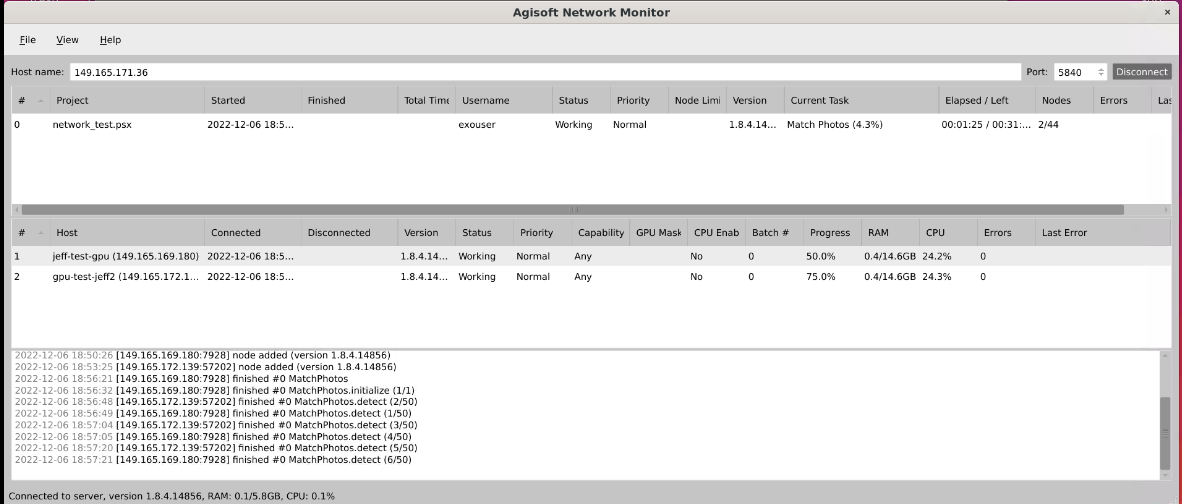 Agisoft Network Monitor ×
File View Help
Host name: 149.165.171.36 Port: 5840 Disconnect
# Project Started Finished Total Time Username Status Priority Node Limi Version Current Task Elapsed / Left Nodes Errors Las
0 network_test.psx 2022-12-06 18:5... exouser Working Normal 1.8.4.14... Match Photos (4.3%) 00:01:25 / 00:31:... 2/44
# Host Connected Disconnected Version Status Priority Capability GPU Mask CPU Enab Batch # Progress RAM CPU Errors Last Error
1 jeff-test-gpu (149.165.169.180) 2022-12-06 18:5... 1.8.4.14... Working Normal Any No 0 50.0% 0.4/14.6GB 24.2% 0
2 gpu-test-jeff2 (149.165.172.1... 2022-12-06 18:5... 1.8.4.14... Working Normal Any No 0 75.0% 0.4/14.6GB 24.3% 0
2022-12-06 18:50:26 [149.165.169.180:7928] node added (version 1.8.4.14856)
2022-12-06 18:53:25 [149.165.172.139:57202] node added (version 1.8.4.14856)
2022-12-06 18:56:21 [149.165.169.180:7928] finished #0 MatchPhotos
2022-12-06 18:56:32 [149.165.169.180:7928] finished #0 MatchPhotos.initialize (1/1)
2022-12-06 18:56:48 [149.165.172.139:57202] finished #0 MatchPhotos.detect (2/50)
2022-12-06 18:56:49 [149.165.169.180:7928] finished #0 MatchPhotos.detect (1/50)
2022-12-06 18:57:04 [149.165.172.139:57202] finished #0 MatchPhotos.detect (3/50)
2022-12-06 18:57:05 [149.165.169.180:7928] finished #0 MatchPhotos.detect (4/50)
2022-12-06 18:57:20 [149.165.172.139:57202] finished #0 MatchPhotos.detect (5/50)
2022-12-06 18:57:21 [149.165.169.180:7928] finished #0 MatchPhotos.detect (6/50)
Connected to server, version 1.8.4.14856, RAM: 0.1/5.8GB, CPU: 0.1%